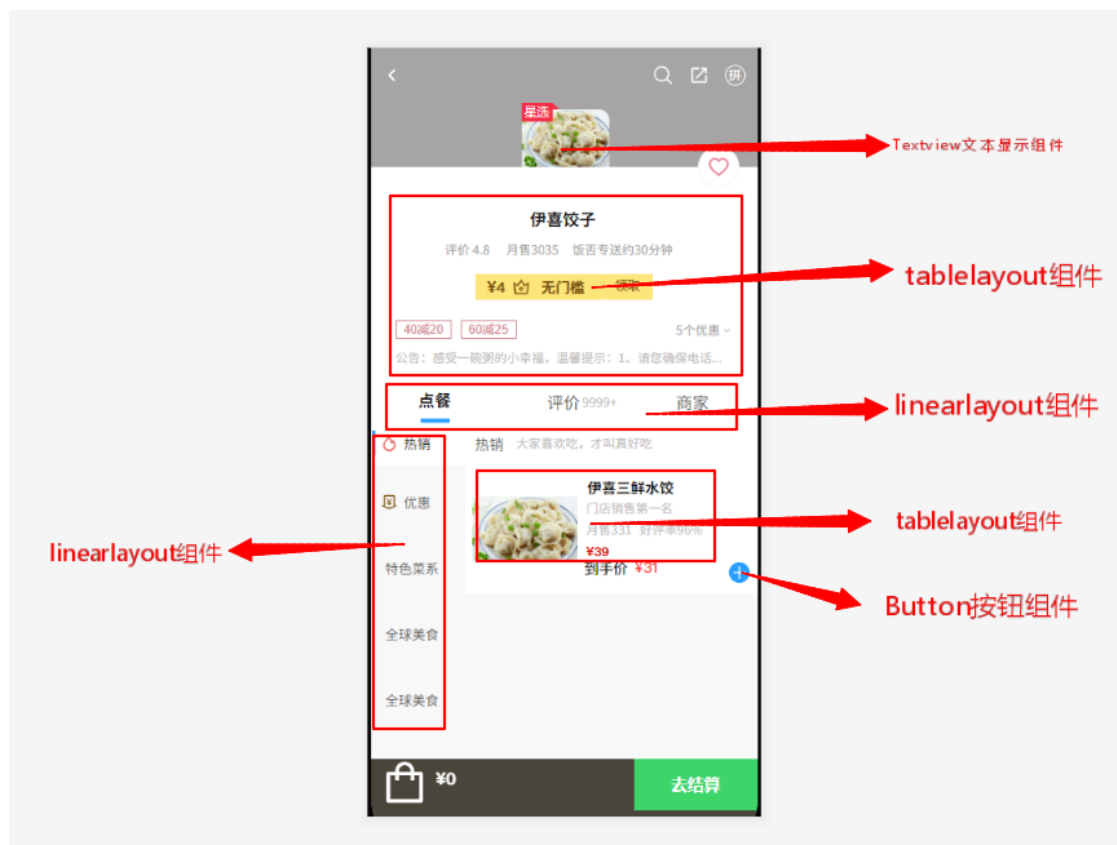 拼
星选
Textview文本显示组件
伊喜饺子
评价 4.8 月售3035 饭否专送约30分钟
¥4 无门槛 领取
tablelayout组件
40减20 60减25 5个优惠
公告：感受一碗粥的小幸福，温馨提示：1、请您确保电话...
点餐 评价 9999+ 商家
linearlayout组件
热销 热销 大家喜欢吃，才叫真好吃
伊喜三鲜水饺
优惠 门店销售第一名
tablelayout组件
月售331 好评率96%
¥39
linearlayout组件
特色菜系 到手价 ¥31
Button按钮组件
全球美食
全球美食
¥0 去结算